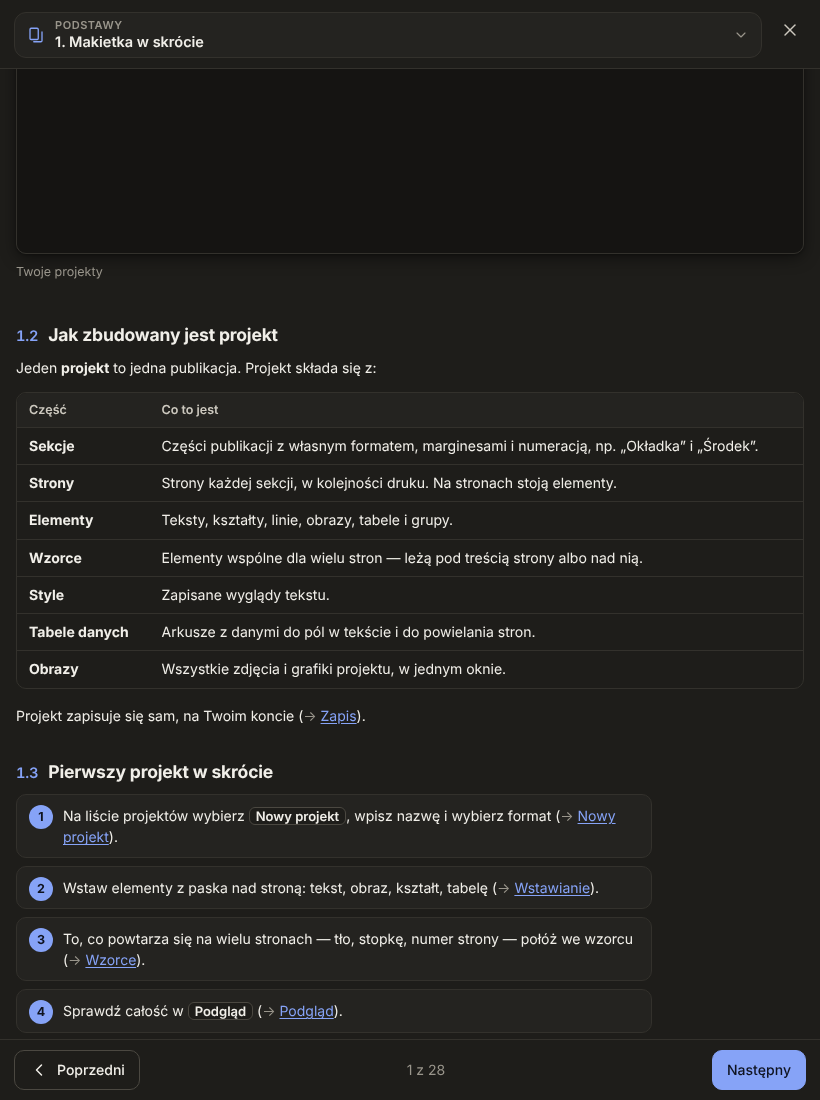 PODSTAWY
1. Makietka w skrócie
Twoje projekty
1.2 Jak zbudowany jest projekt
Jeden projekt to jedna publikacja. Projekt składa się z:
Część Co to jest
Sekcje Części publikacji z własnym formatem, marginesami i numeracją, np. „Okładka” i „Środek”.
Strony Strony każdej sekcji, w kolejności druku. Na stronach stoją elementy.
Elementy Teksty, kształty, linie, obrazy, tabele i grupy.
Wzorce Elementy wspólne dla wielu stron — leżą pod treścią strony albo nad nią.
Style Zapisane wyglądy tekstu.
Tabele danych Arkusze z danymi do pól w tekście i do powielania stron.
Obrazy Wszystkie zdjęcia i grafiki projektu, w jednym oknie.
Projekt zapisuje się sam, na Twoim koncie (→ Zapis).
1.3 Pierwszy projekt w skrócie
1 Na liście projektów wybierz Nowy projekt, wpisz nazwę i wybierz format (→ Nowy
projekt).
2 Wstaw elementy z paska nad stroną: tekst, obraz, kształt, tabelę (→ Wstawianie).
3 To, co powtarza się na wielu stronach — tło, stopkę, numer strony — połóż we wzorcu
(→ Wzorce).
4 Sprawdź całość w Podgląd (→ Podgląd).
Poprzedni 1 z 28 Następny